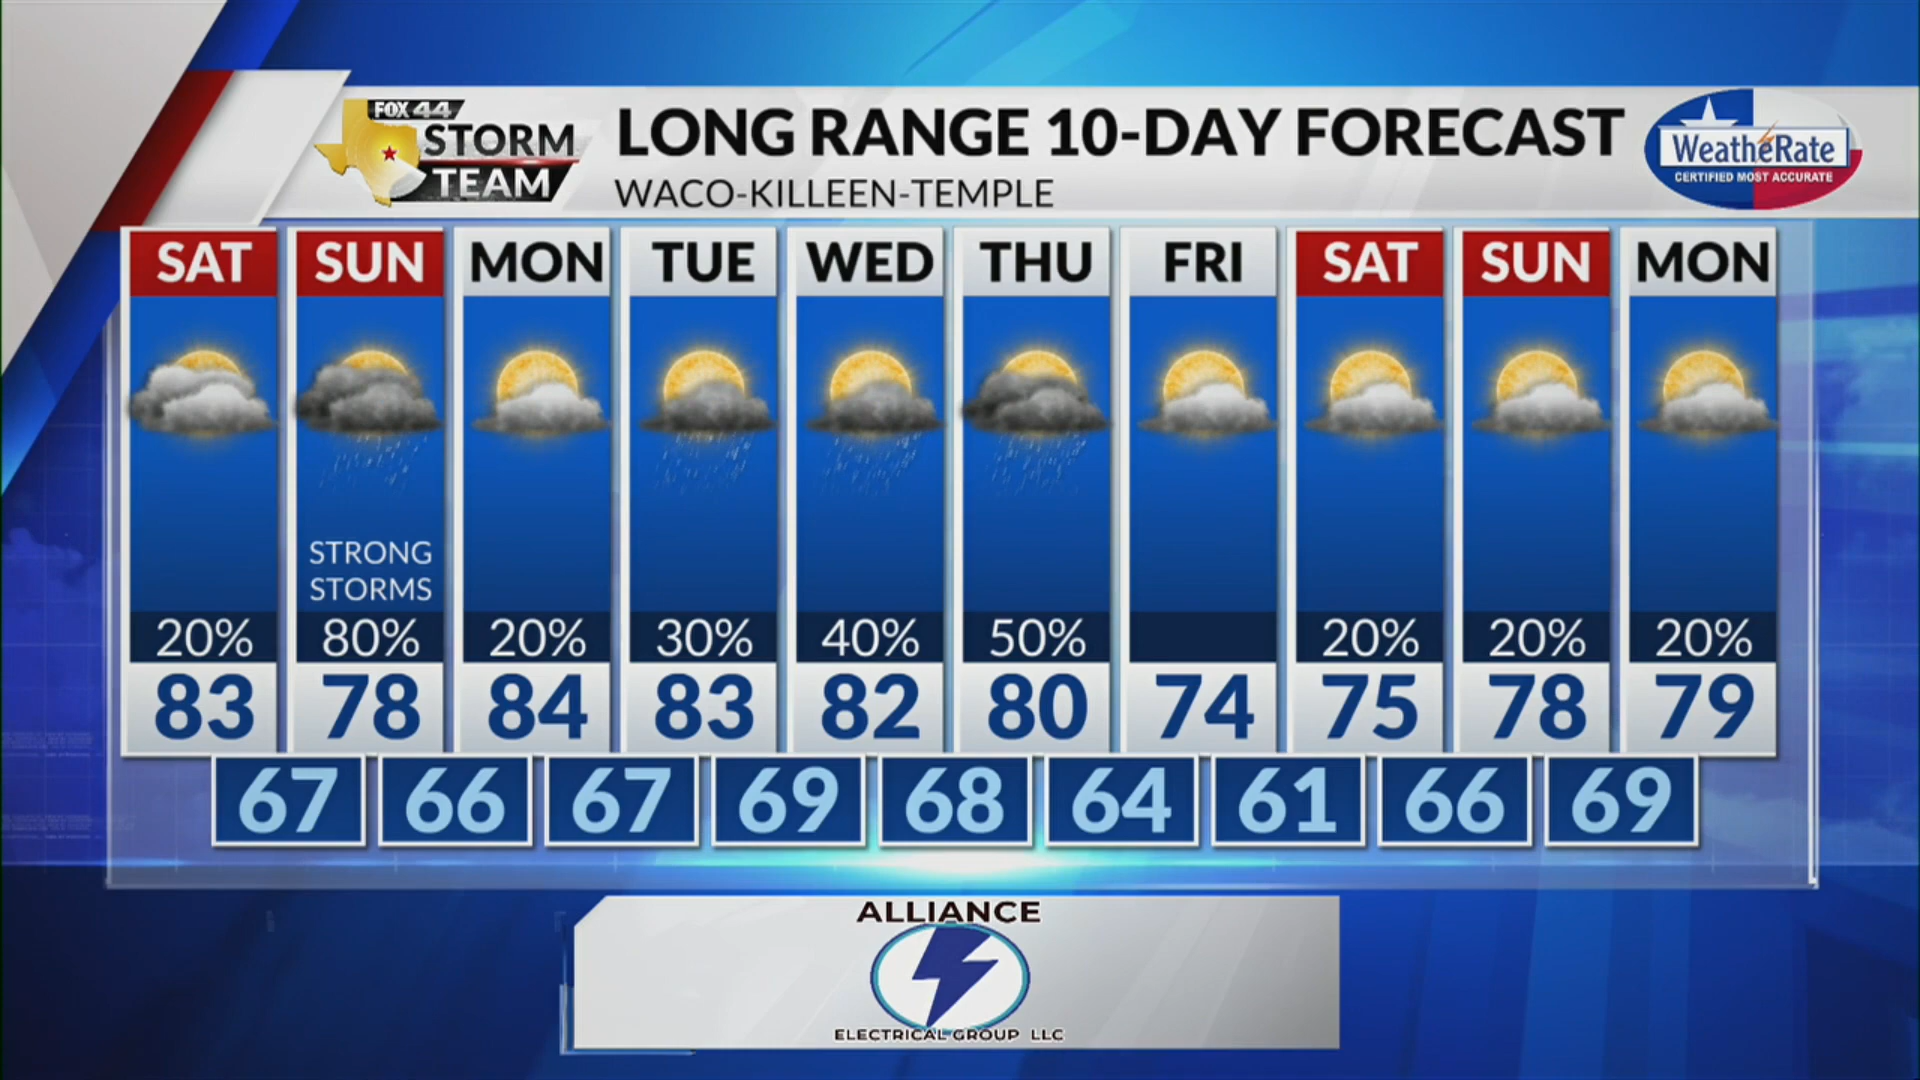 FOX 44
STORM
TEAM
LONG RANGE 10-DAY FORECAST
WACO-KILLEEN-TEMPLE
WeatheRate
CERTIFIED MOST ACCURATE
SAT SUN MON TUE WED THU FRI SAT SUN MON
STRONG
STORMS
20% 80% 20% 30% 40% 50% 20% 20% 20%
83 78 84 83 82 80 74 75 78 79
67 66 67 69 68 64 61 66 69
ALLIANCE
ELECTRICAL GROUP LLC